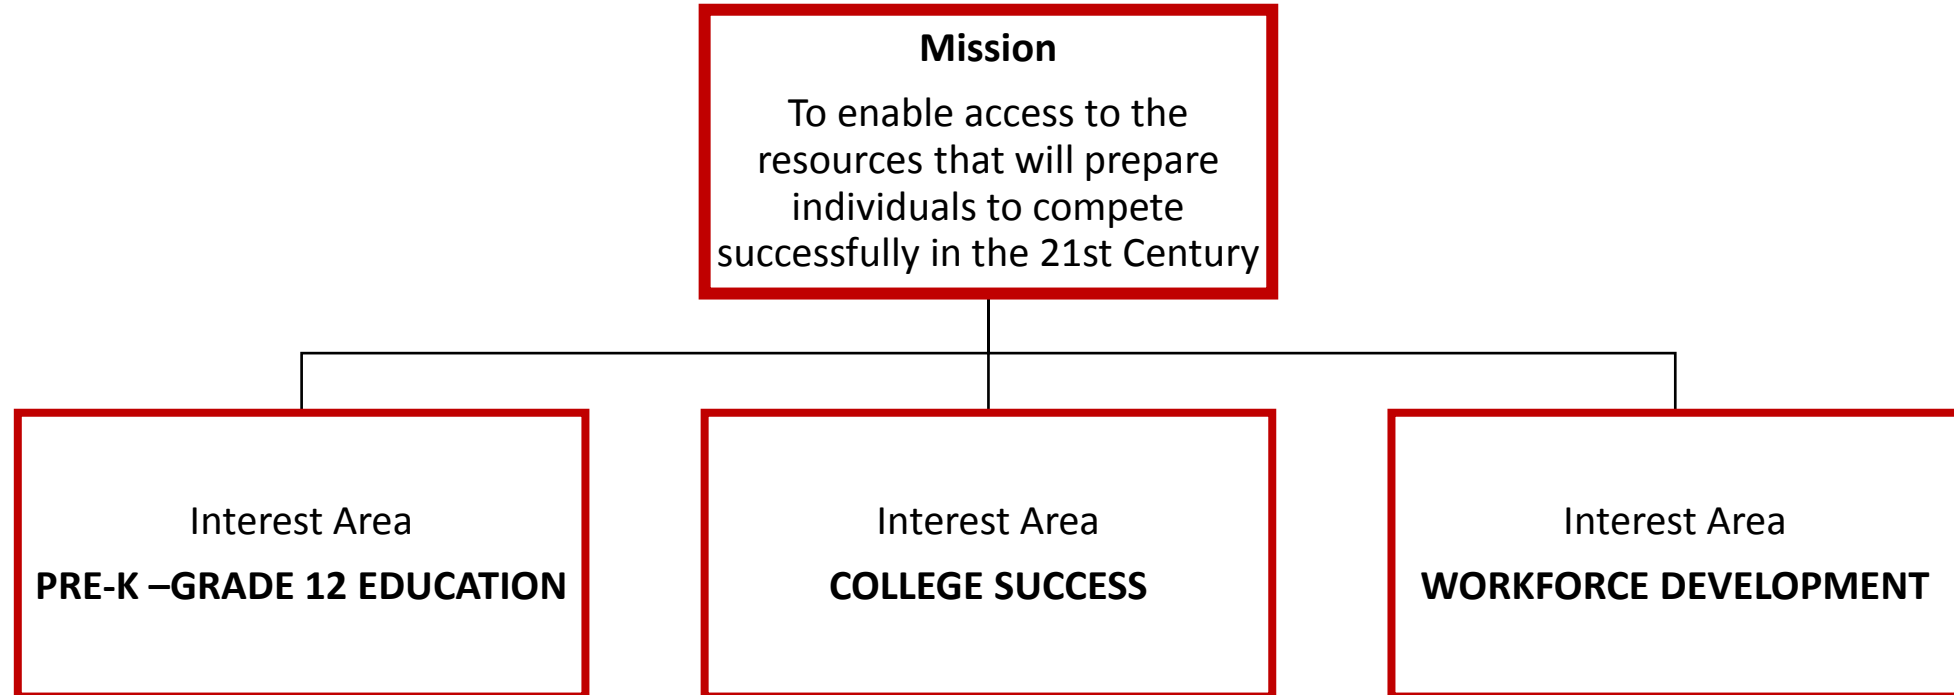 Mission
To enable access to the
resources that will prepare
individuals to compete
successfully in the 21st Century
Interest Area
PRE-K –GRADE 12 EDUCATION
Interest Area
COLLEGE SUCCESS
Interest Area
WORKFORCE DEVELOPMENT